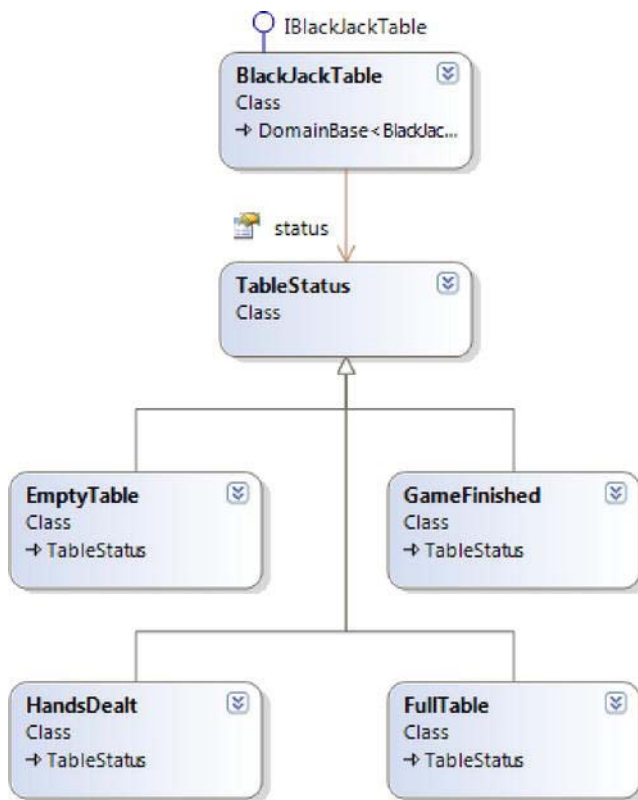 IBlackJackTable
BlackJackTable
Class
DomainBase<BlackJac...
status
TableStatus
Class
EmptyTable
Class
TableStatus
GameFinished
Class
TableStatus
HandsDealt
Class
TableStatus
FullTable
Class
TableStatus